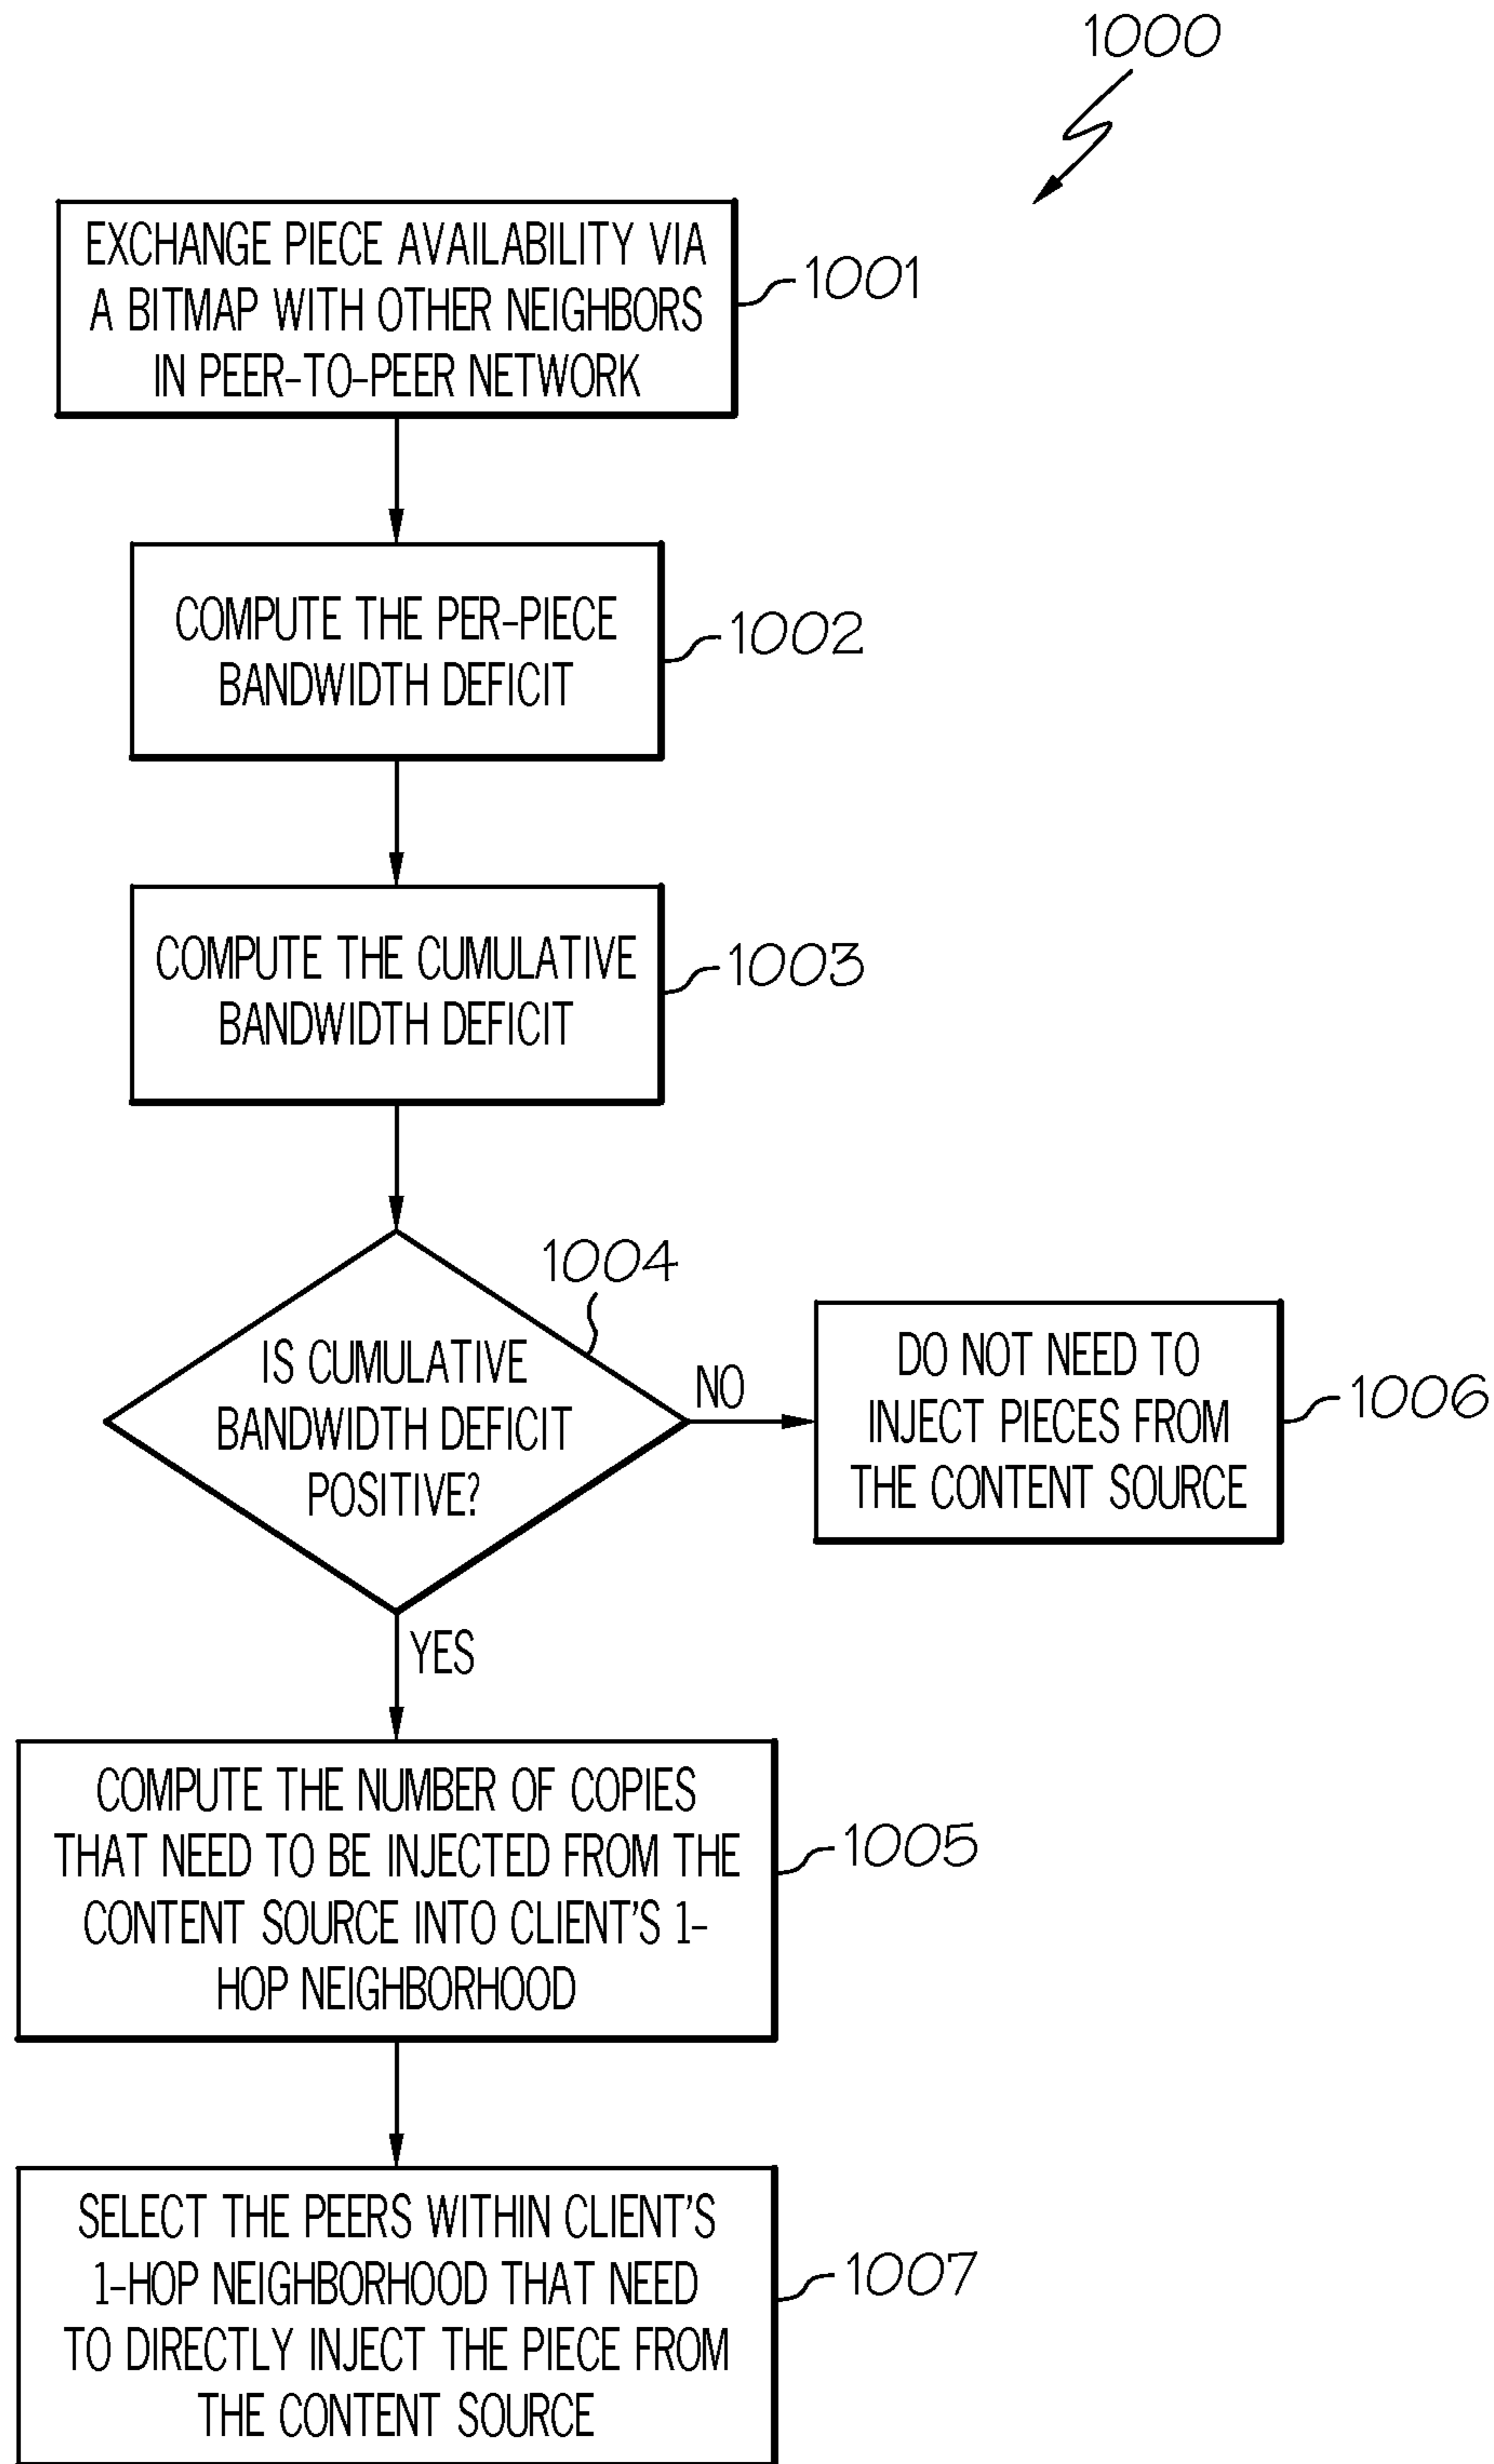 1000
EXCHANGE PIECE AVAILABILITY VIA
A BITMAP WITH OTHER NEIGHBORS
IN PEER-TO-PEER NETWORK
1001
COMPUTE THE PER-PIECE
BANDWIDTH DEFICIT
1002
COMPUTE THE CUMULATIVE
BANDWIDTH DEFICIT
1003
1004
IS CUMULATIVE
BANDWIDTH DEFICIT
POSITIVE?
NO
DO NOT NEED TO
INJECT PIECES FROM
THE CONTENT SOURCE
1006
YES
COMPUTE THE NUMBER OF COPIES
THAT NEED TO BE INJECTED FROM THE
CONTENT SOURCE INTO CLIENT'S 1-
HOP NEIGHBORHOOD
1005
SELECT THE PEERS WITHIN CLIENT'S
1-HOP NEIGHBORHOOD THAT NEED
TO DIRECTLY INJECT THE PIECE FROM
THE CONTENT SOURCE
1007